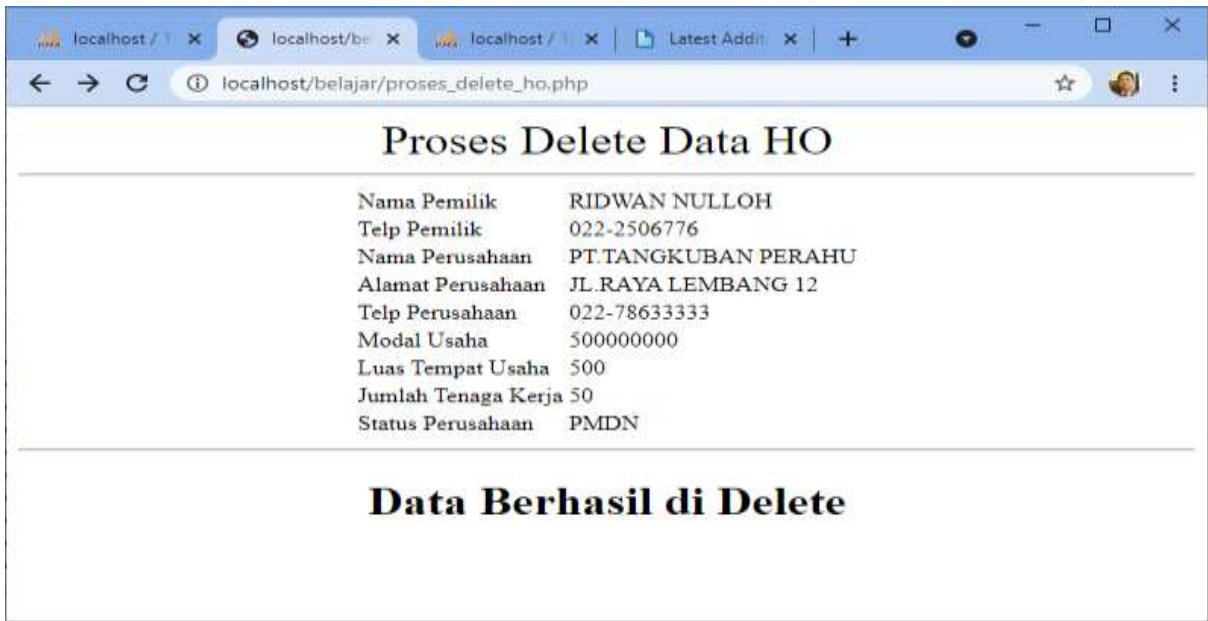 localhost / 1
localhost/be
localhost / 1
Latest Addit
localhost/belajar/proses_delete_ho.php
Proses Delete Data HO
Nama Pemilik RIDWAN NULLOH
Telp Pemilik 022-2506776
Nama Perusahaan PT.TANGKUBAN PERAHU
Alamat Perusahaan JL.RAYA LEMBANG 12
Telp Perusahaan 022-78633333
Modal Usaha 500000000
Luas Tempat Usaha 500
Jumlah Tenaga Kerja 50
Status Perusahaan PMDN
Data Berhasil di Delete